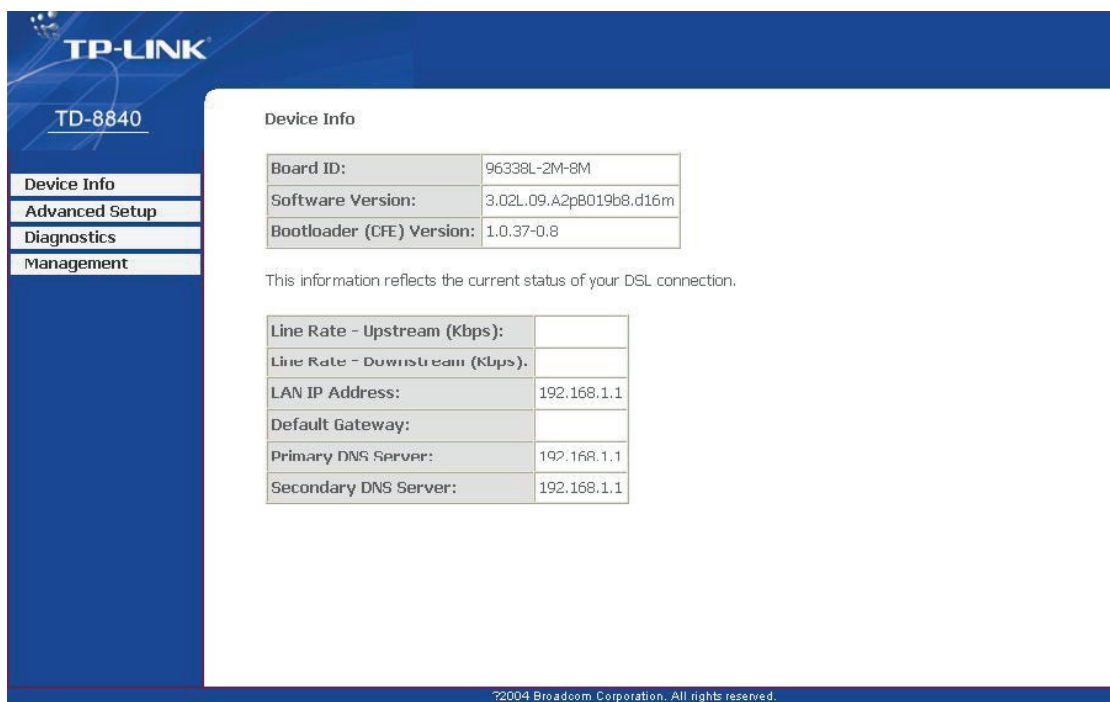 TP-LINK®
TD-8840
Device Info
Advanced Setup
Diagnostics
Management
Device Info
Board ID: 96338L-2M-8M
Software Version: 3.02L.09.A2pB019b8.d16m
Bootloader (CFE) Version: 1.0.37-0.8
This information reflects the current status of your DSL connection.
Line Rate - Upstream (Kbps):
Line Rate - Downstream (Kbps):
LAN IP Address: 192.168.1.1
Default Gateway:
Primary DNS Server: 192.168.1.1
Secondary DNS Server: 192.168.1.1
?2004 Broadcom Corporation. All rights reserved.